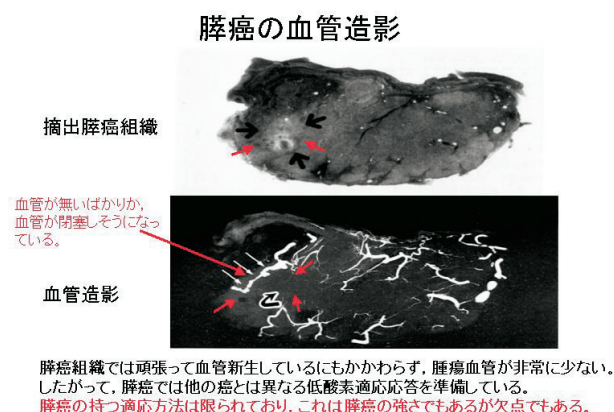 膵癌の血管造影
摘出膵癌組織
血管が無いばかりか，
血管が閉塞しそうになっ
ている。
血管造影
膵癌組織では頑張って血管新生しているにもかかわらず，腫瘍血管が非常に少ない。
したがって，膵癌では他の癌とは異なる低酸素適応応答を準備している。
膵癌の持つ適応方法は限られており，これは膵癌の強さでもあるが欠点でもある。